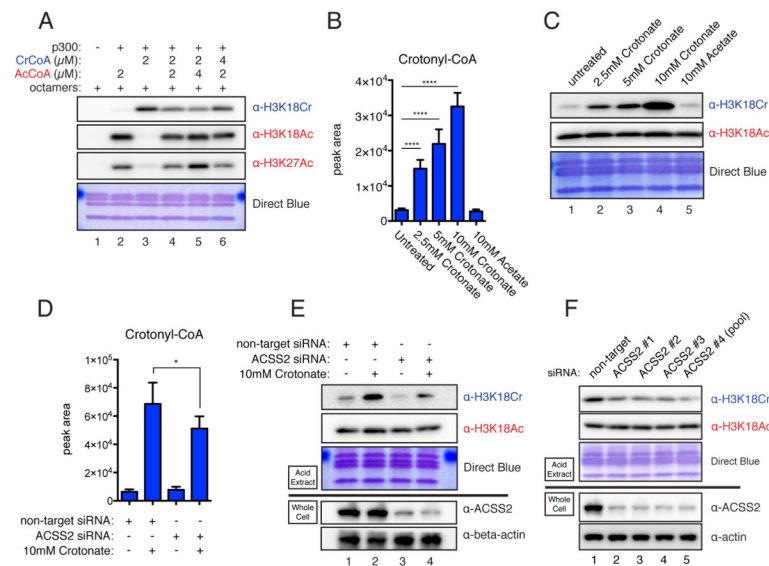 A
p300: - + + + + +
CrCoA (µM): 2 2 2 4
AcCoA (µM): 2 2 4 2
octamers: + + + + + +
α-H3K18Cr
α-H3K18Ac
α-H3K27Ac
Direct Blue
1 2 3 4 5 6
B
Crotonyl-CoA
peak area
4×10⁴
3×10⁴
2×10⁴
1×10⁴
0
****
****
****
Untreated
2.5mM Crotonate
5mM Crotonate
10mM Crotonate
10mM Acetate
C
untreated
2.5mM Crotonate
5mM Crotonate
10mM Crotonate
10mM Acetate
α-H3K18Cr
α-H3K18Ac
Direct Blue
1 2 3 4 5
D
Crotonyl-CoA
peak area
1×10⁵
8×10⁴
6×10⁴
4×10⁴
2×10⁴
0
*
non-target siRNA: + + - -
ACSS2 siRNA: - - + +
10mM Crotonate: - + - +
E
non-target siRNA: + + - -
ACSS2 siRNA: - - + +
10mM Crotonate: - + - +
α-H3K18Cr
α-H3K18Ac
Direct Blue
Acid Extract
Whole Cell
α-ACSS2
α-beta-actin
1 2 3 4
F
siRNA:
non-target
ACSS2 #1
ACSS2 #2
ACSS2 #3
ACSS2 #4 (pool)
α-H3K18Cr
α-H3K18Ac
Direct Blue
Acid Extract
Whole Cell
α-ACSS2
α-actin
1 2 3 4 5